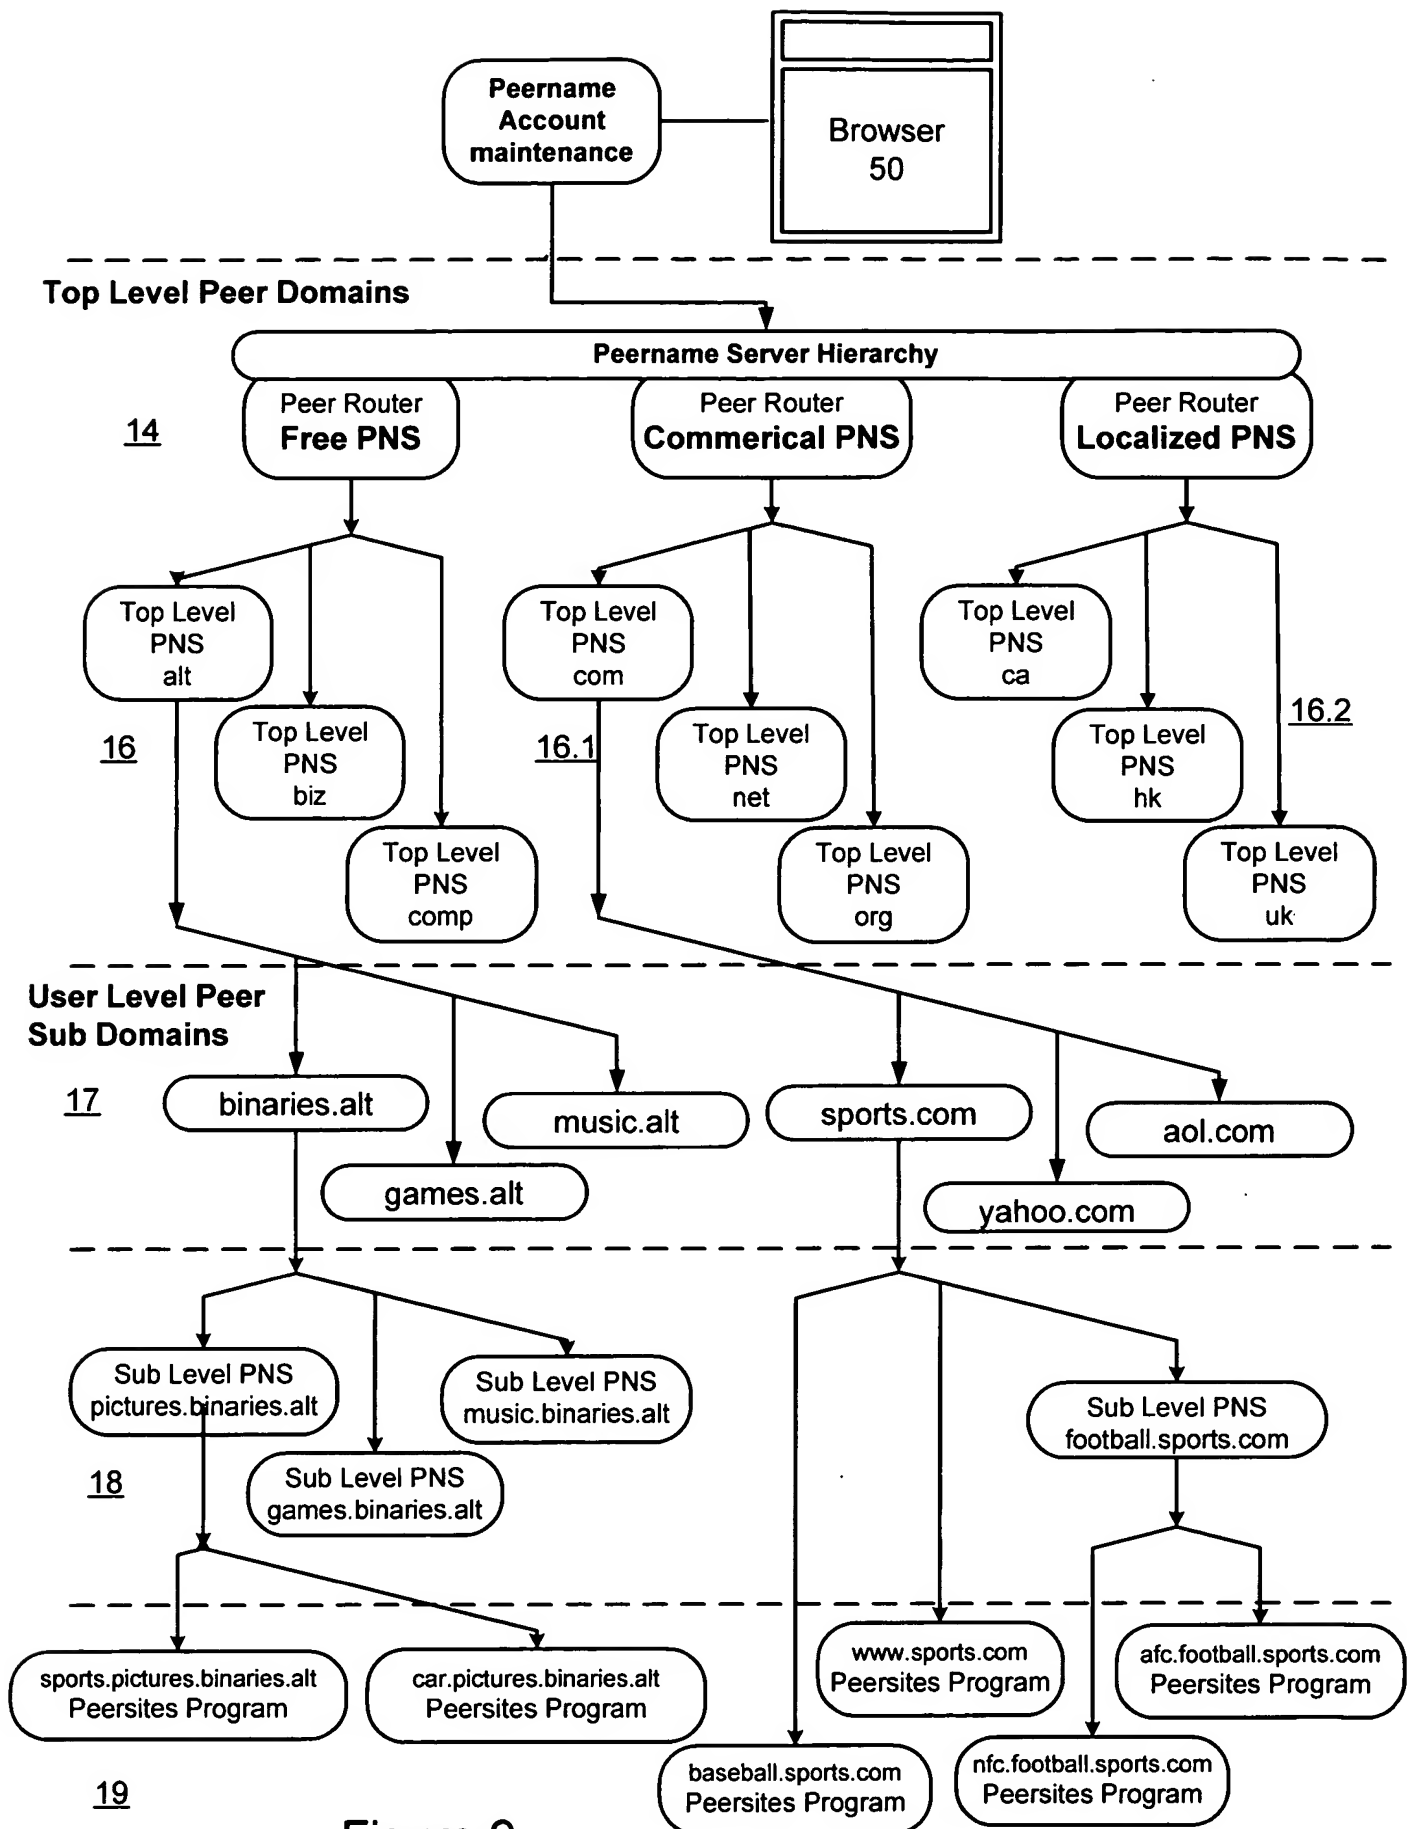 Peername
Account
maintenance
Browser
50
Top Level Peer Domains
Peername Server Hierarchy
14
Peer Router
Free PNS
Peer Router
Commerical PNS
Peer Router
Localized PNS
Top Level
PNS
alt
Top Level
PNS
com
Top Level
PNS
ca
16
Top Level
PNS
biz
16.1
Top Level
PNS
net
Top Level
PNS
hk
16.2
Top Level
PNS
comp
Top Level
PNS
org
Top Level
PNS
uk
User Level Peer
Sub Domains
17
binaries.alt
music.alt
games.alt
sports.com
aol.com
yahoo.com
Sub Level PNS
pictures.binaries.alt
Sub Level PNS
music.binaries.alt
Sub Level PNS
football.sports.com
18
Sub Level PNS
games.binaries.alt
sports.pictures.binaries.alt
Peersites Program
car.pictures.binaries.alt
Peersites Program
www.sports.com
Peersites Program
afc.football.sports.com
Peersites Program
baseball.sports.com
Peersites Program
nfc.football.sports.com
Peersites Program
19
Figure